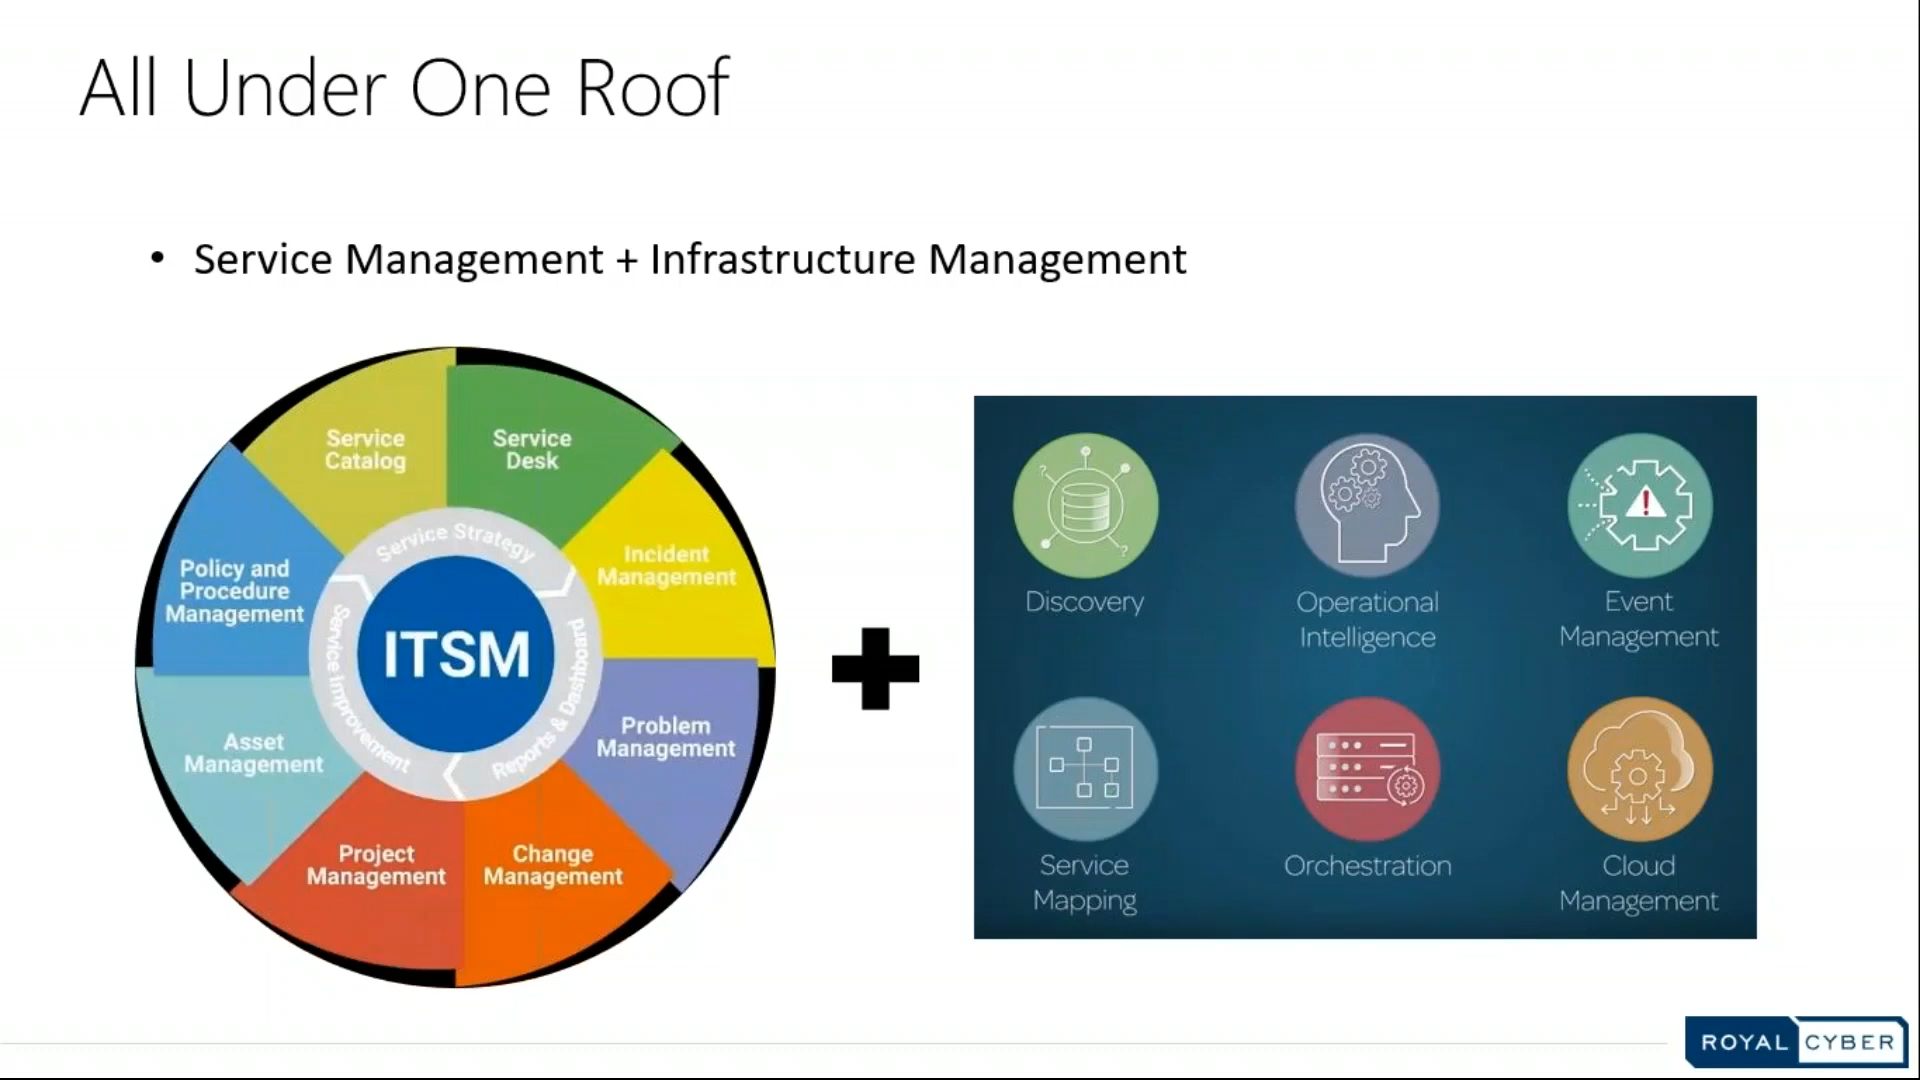 All Under One Roof
• Service Management + Infrastructure Management
Service
Catalog
Service
Desk
Incident
Management
Problem
Management
Change
Management
Project
Management
Asset
Management
Policy and
Procedure
Management
Service Strategy
Reports & Dashboard
Service Improvement
ITSM
Discovery
Operational
Intelligence
Event
Management
Service
Mapping
Orchestration
Cloud
Management
ROYAL CYBER